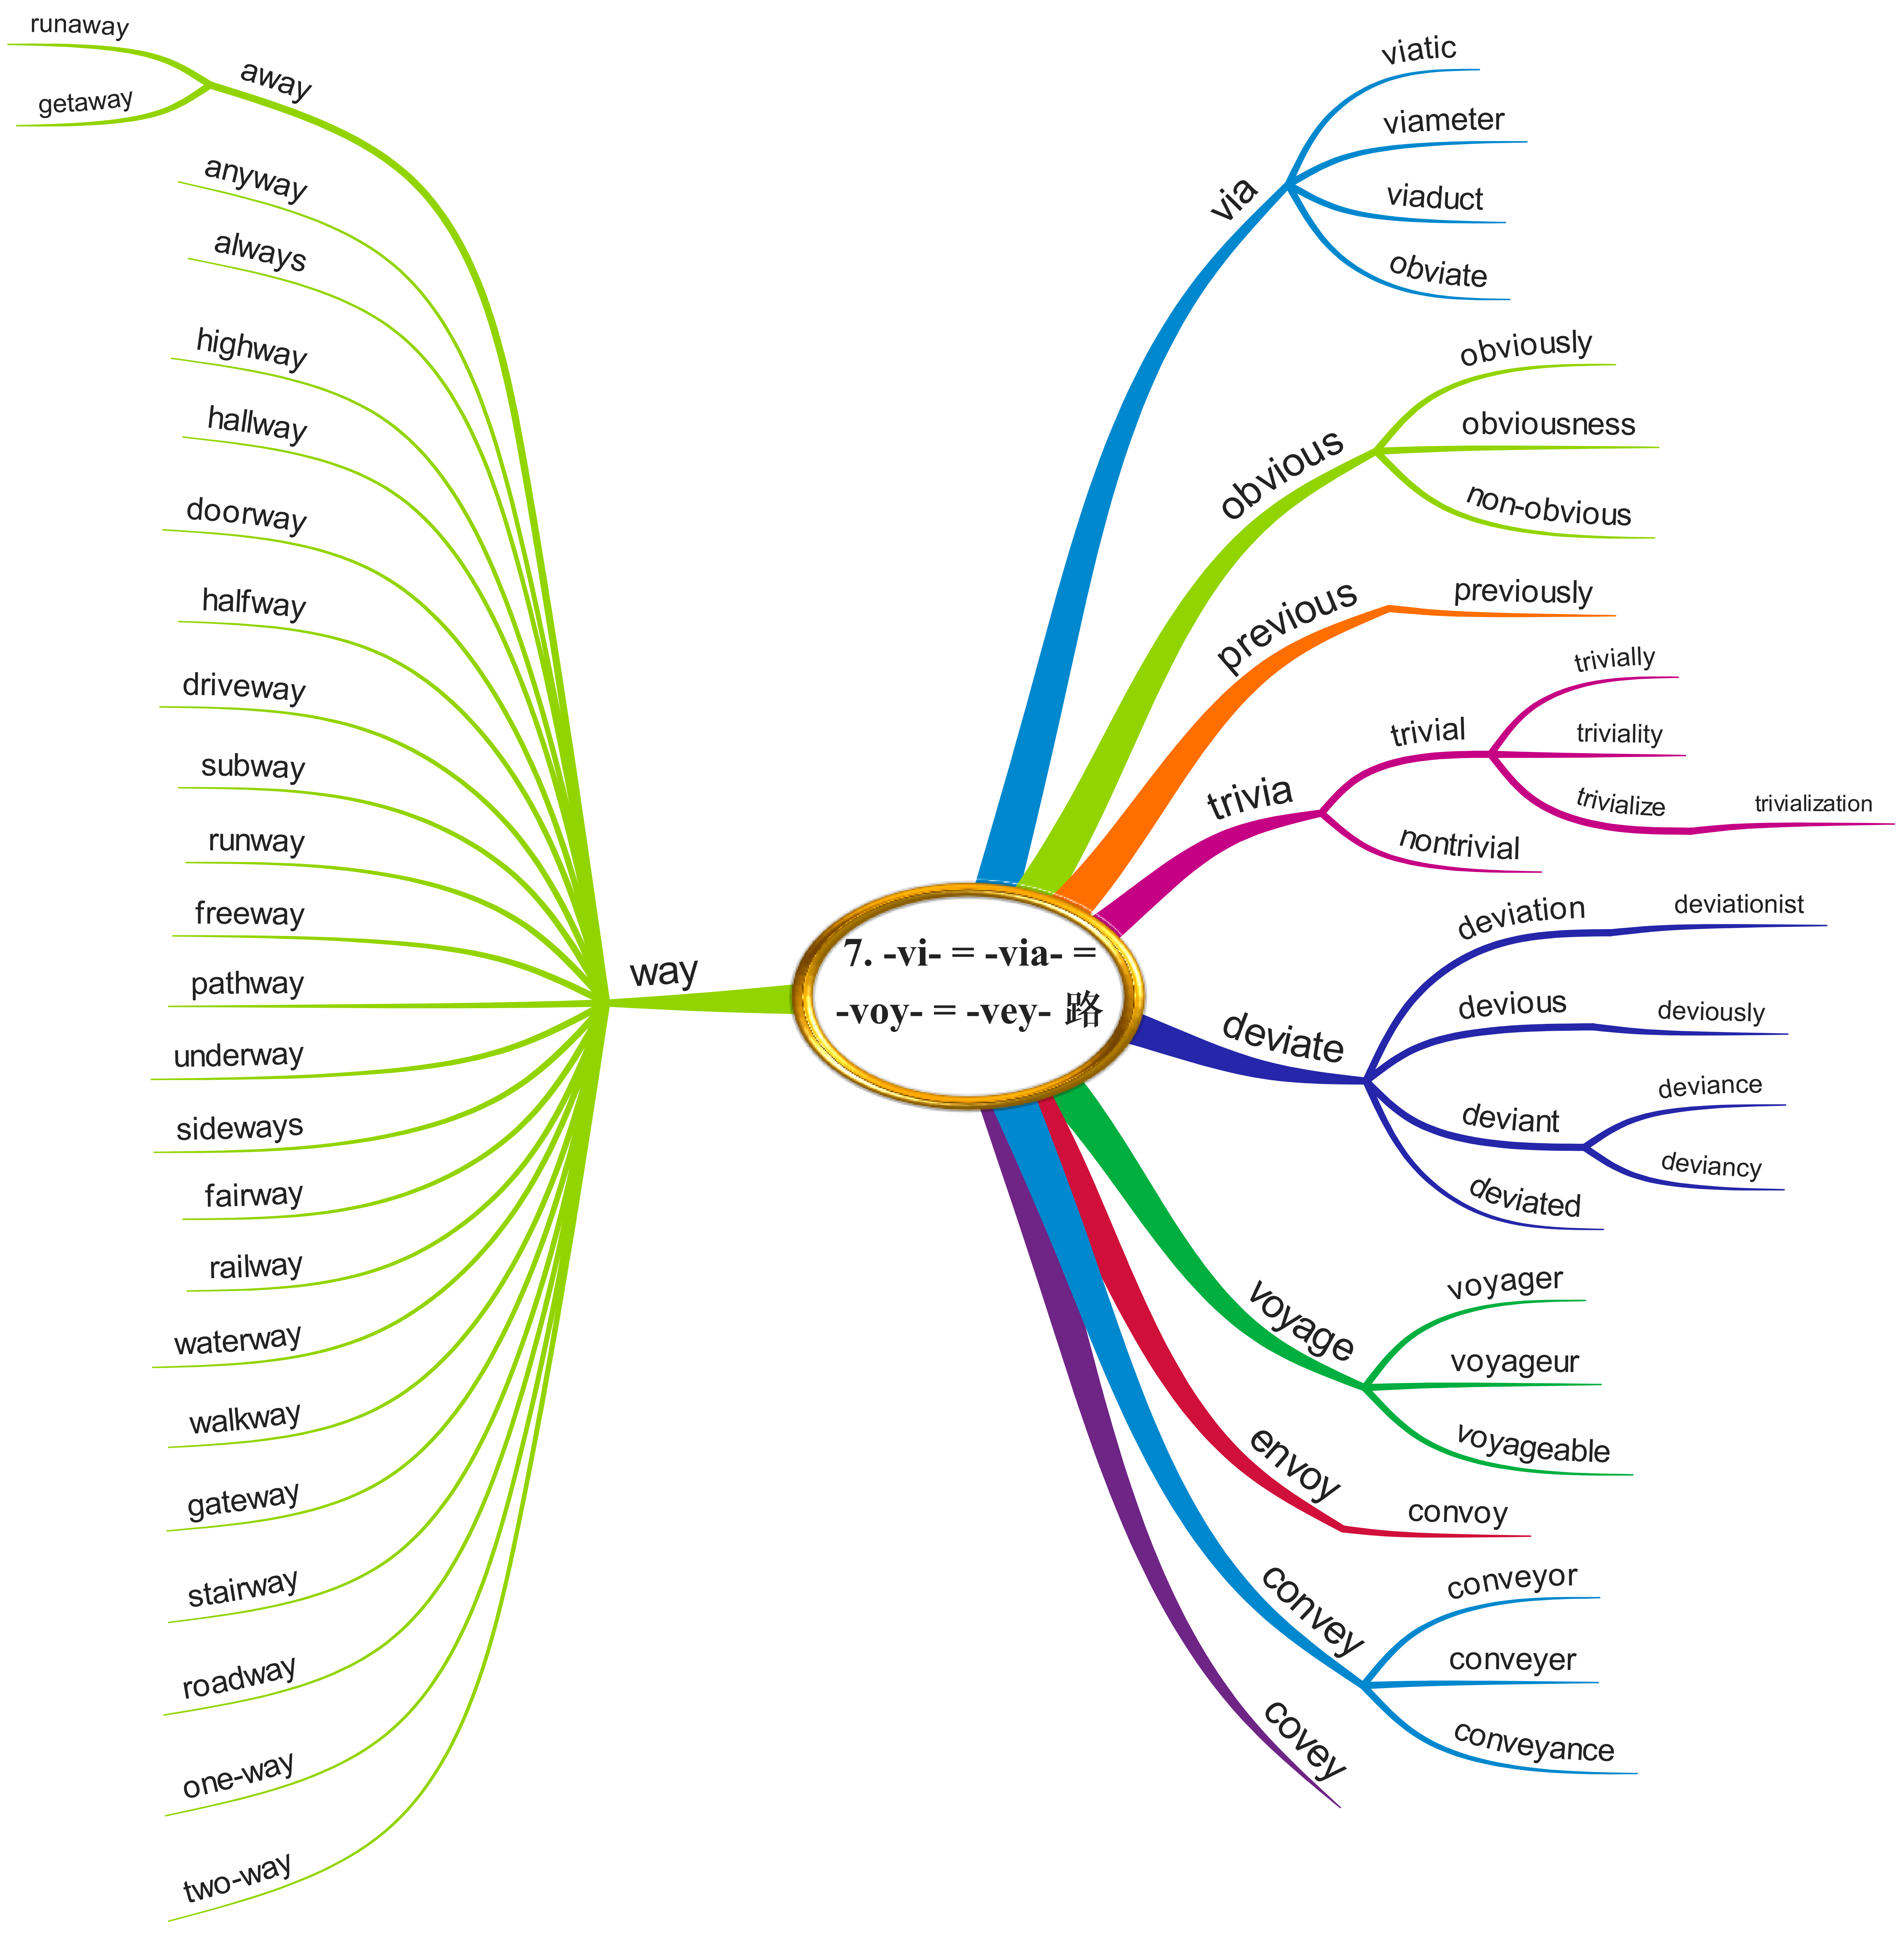 7. -vi- = -via- =
-voy- = -vey- 路
via
viatic
viameter
viaduct
obviate
obvious
obviously
obviousness
non-obvious
previous
previously
trivia
trivial
trivially
triviality
trivialize
trivialization
nontrivial
deviate
deviation
deviationist
devious
deviously
deviant
deviance
deviancy
deviated
voyage
voyager
voyageur
voyageable
envoy
convoy
convey
conveyor
conveyer
conveyance
covey
way
away
runaway
getaway
anyway
always
highway
hallway
doorway
halfway
driveway
subway
runway
freeway
pathway
underway
sideways
fairway
railway
waterway
walkway
gateway
stairway
roadway
one-way
two-way